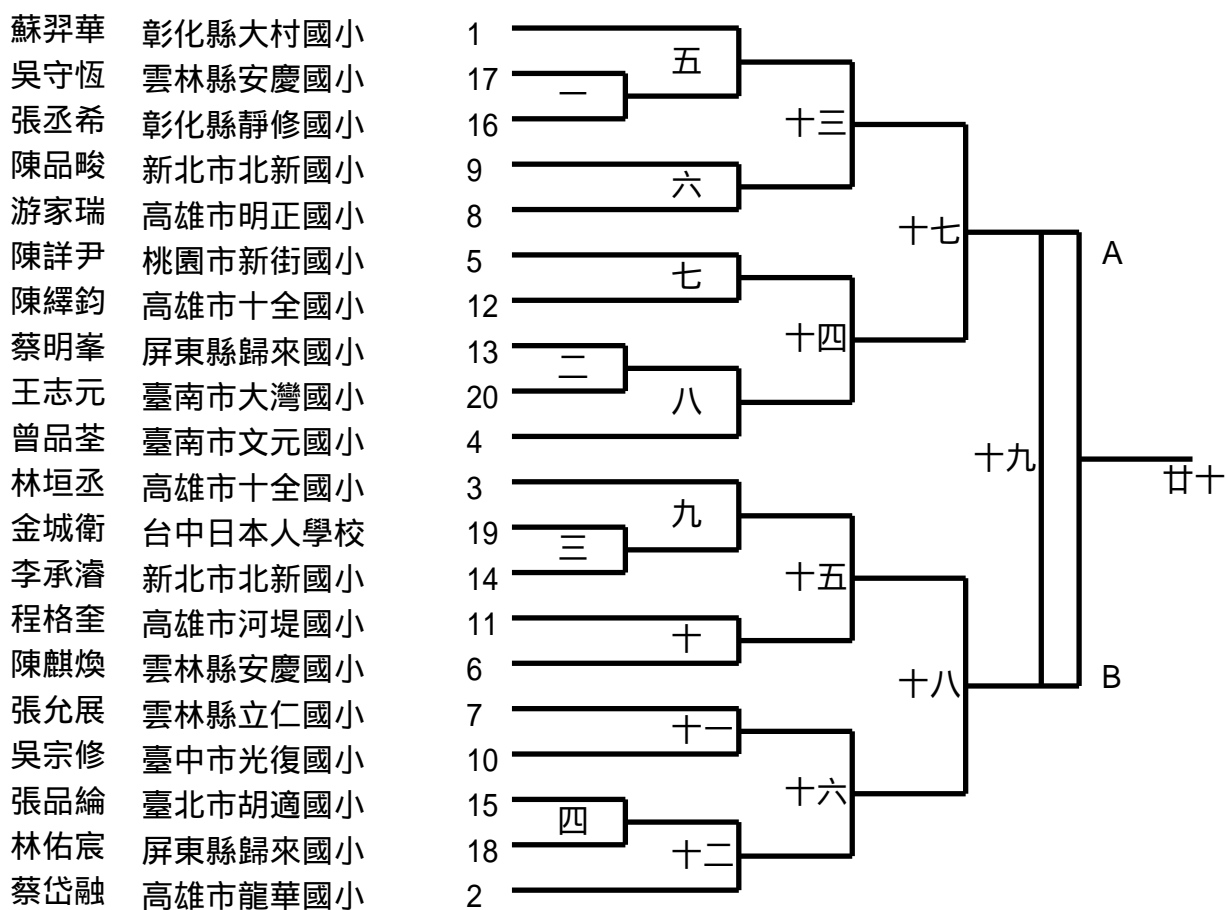 蘇羿華 彰化縣大村國小 1
五
吳守恆 雲林縣安慶國小 17
一
張丞希 彰化縣靜修國小 16
十三
陳品畯 新北市北新國小 9
六
游家瑞 高雄市明正國小 8
十七
A
陳詳尹 桃園市新街國小 5
七
陳繹鈞 高雄市十全國小 12
十四
蔡明峯 屏東縣歸來國小 13
二
王志元 臺南市大灣國小 20
八
曾品荃 臺南市文元國小 4
十九
廿十
林垣丞 高雄市十全國小 3
九
金城衛 台中日本人學校 19
三
李承濬 新北市北新國小 14
十五
程格奎 高雄市河堤國小 11
十
陳麒煥 雲林縣安慶國小 6
十八
B
張允展 雲林縣立仁國小 7
十一
吳宗修 臺中市光復國小 10
十六
張品綸 臺北市胡適國小 15
四
林佑宸 屏東縣歸來國小 18
十二
蔡岱融 高雄市龍華國小 2